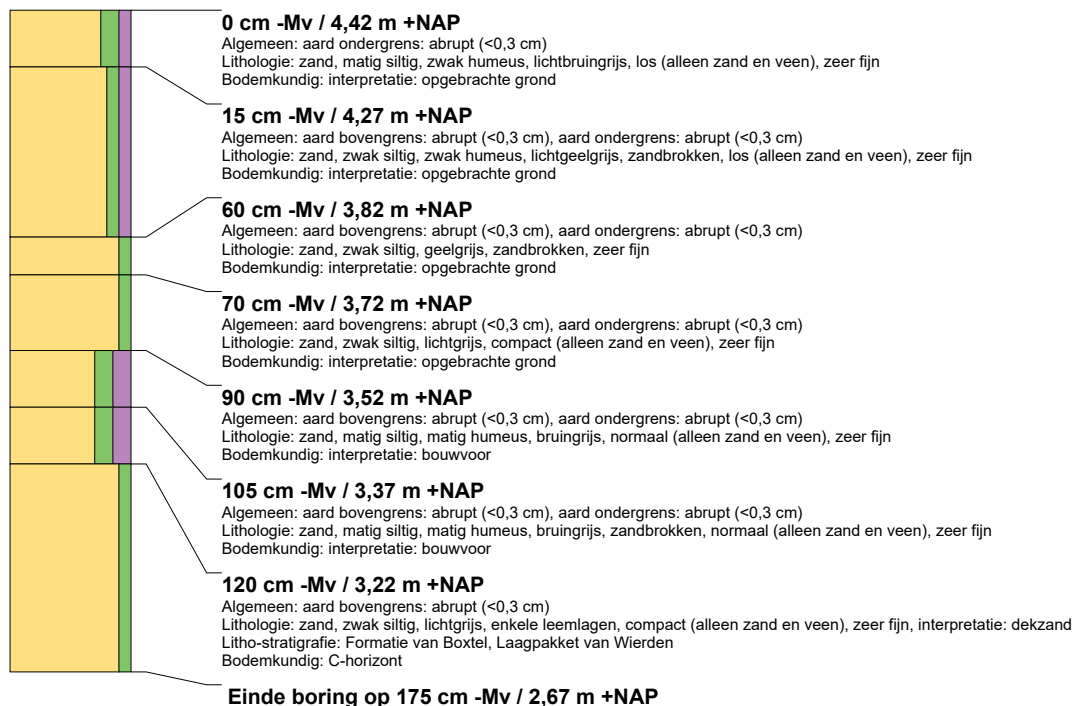 0 cm -Mv / 4,42 m +NAP
Algemeen: aard ondergrens: abrupt (<0,3 cm)
Lithologie: zand, matig siltig, zwak humeus, lichtbruingrijs, los (alleen zand en veen), zeer fijn
Bodemkundig: interpretatie: opgebrachte grond
15 cm -Mv / 4,27 m +NAP
Algemeen: aard bovengrens: abrupt (<0,3 cm), aard ondergrens: abrupt (<0,3 cm)
Lithologie: zand, zwak siltig, zwak humeus, lichtgeelgrijs, zandbrokken, los (alleen zand en veen), zeer fijn
Bodemkundig: interpretatie: opgebrachte grond
60 cm -Mv / 3,82 m +NAP
Algemeen: aard bovengrens: abrupt (<0,3 cm), aard ondergrens: abrupt (<0,3 cm)
Lithologie: zand, zwak siltig, geelgrijs, zandbrokken, zeer fijn
Bodemkundig: interpretatie: opgebrachte grond
70 cm -Mv / 3,72 m +NAP
Algemeen: aard bovengrens: abrupt (<0,3 cm), aard ondergrens: abrupt (<0,3 cm)
Lithologie: zand, zwak siltig, lichtgrijs, compact (alleen zand en veen), zeer fijn
Bodemkundig: interpretatie: opgebrachte grond
90 cm -Mv / 3,52 m +NAP
Algemeen: aard bovengrens: abrupt (<0,3 cm), aard ondergrens: abrupt (<0,3 cm)
Lithologie: zand, matig siltig, matig humeus, bruingrijs, normaal (alleen zand en veen), zeer fijn
Bodemkundig: interpretatie: bouwvoor
105 cm -Mv / 3,37 m +NAP
Algemeen: aard bovengrens: abrupt (<0,3 cm), aard ondergrens: abrupt (<0,3 cm)
Lithologie: zand, matig siltig, matig humeus, bruingrijs, zandbrokken, normaal (alleen zand en veen), zeer fijn
Bodemkundig: interpretatie: bouwvoor
120 cm -Mv / 3,22 m +NAP
Algemeen: aard bovengrens: abrupt (<0,3 cm)
Lithologie: zand, zwak siltig, lichtgrijs, enkele leemlagen, compact (alleen zand en veen), zeer fijn, interpretatie: dekzand
Litho-stratigrafie: Formatie van Boxtel, Laagpakket van Wierden
Bodemkundig: C-horizont
Einde boring op 175 cm -Mv / 2,67 m +NAP